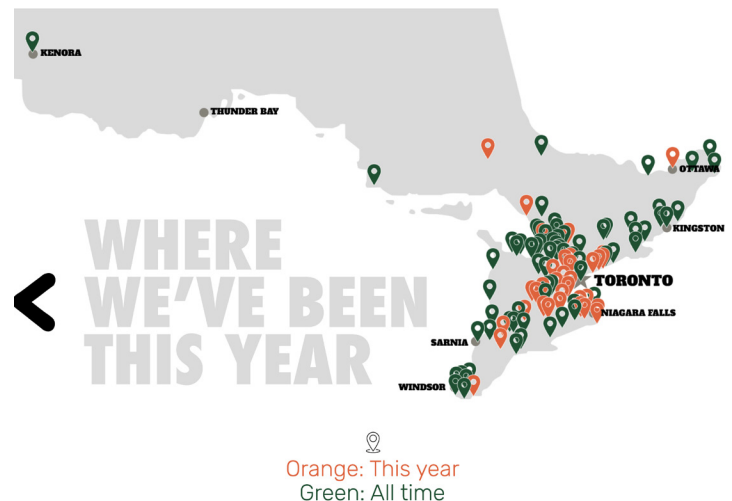 KENORA
THUNDER BAY
OTTAWA
KINGSTON
WHERE
WE'VE BEEN
THIS YEAR
TORONTO
NIAGARA FALLS
SARNIA
WINDSOR
Orange: This year
Green: All time